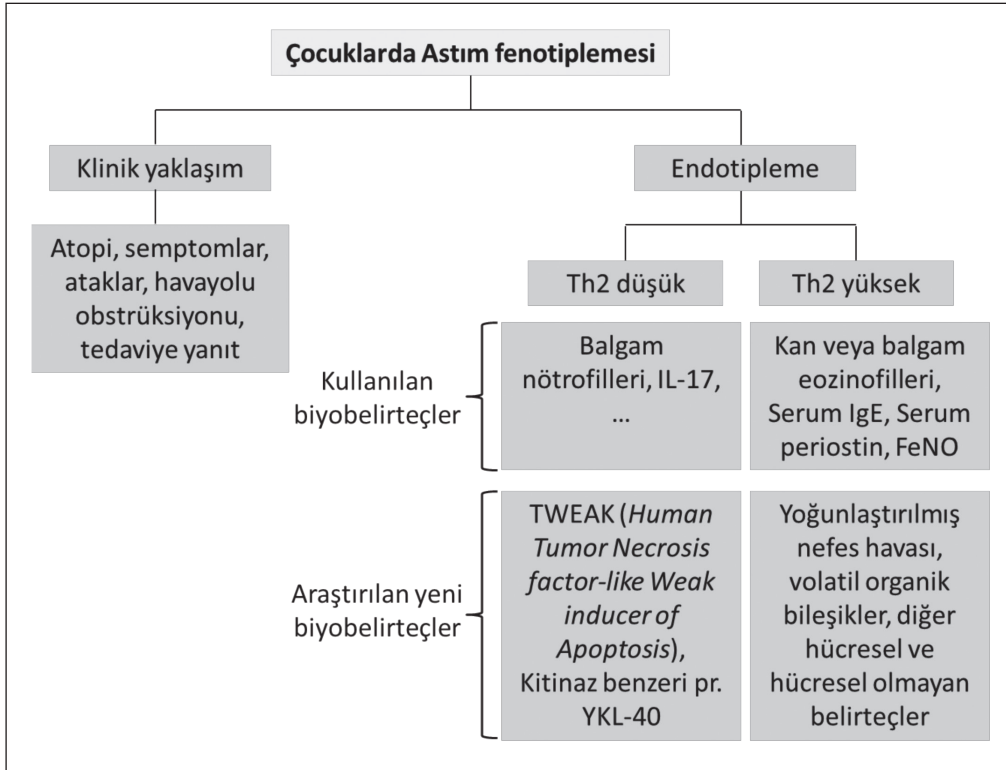 Çocuklarda Astım fenotiplemesi
Klinik yaklaşım
Atopi, semptomlar,
ataklar, havayolu
obstrüksiyonu,
tedaviye yanıt
Endotipleme
Th2 düşük
Th2 yüksek
Kullanılan
biyobelirteçler
Balgam
nötrofilleri, IL-17,
...
Kan veya balgam
eozinofilleri,
Serum IgE, Serum
periostin, FeNO
Araştırılan yeni
biyobelirteçler
TWEAK (Human
Tumor Necrosis
factor-like Weak
inducer of
Apoptosis),
Kitinaz benzeri pr.
YKL-40
Yoğunlaştırılmış
nefes havası,
volatil organik
bileşikler, diğer
hücresel ve
hücresel olmayan
belirteçler